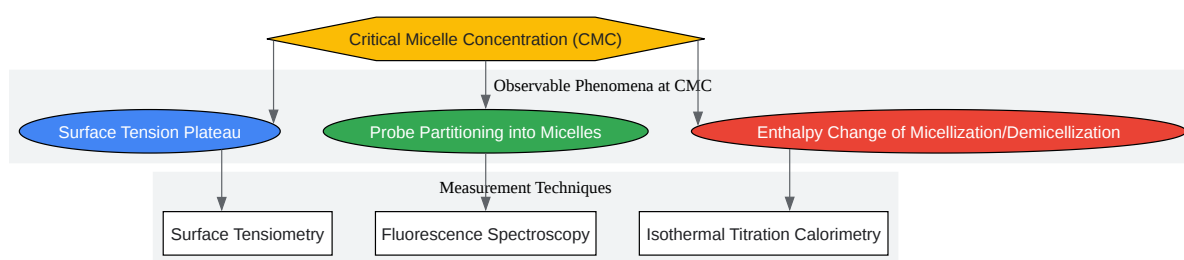 Critical Micelle Concentration (CMC)
Observable Phenomena at CMC
Surface Tension Plateau
Probe Partitioning into Micelles
Enthalpy Change of Micellization/Demicellization
Measurement Techniques
Surface Tensiometry
Fluorescence Spectroscopy
Isothermal Titration Calorimetry